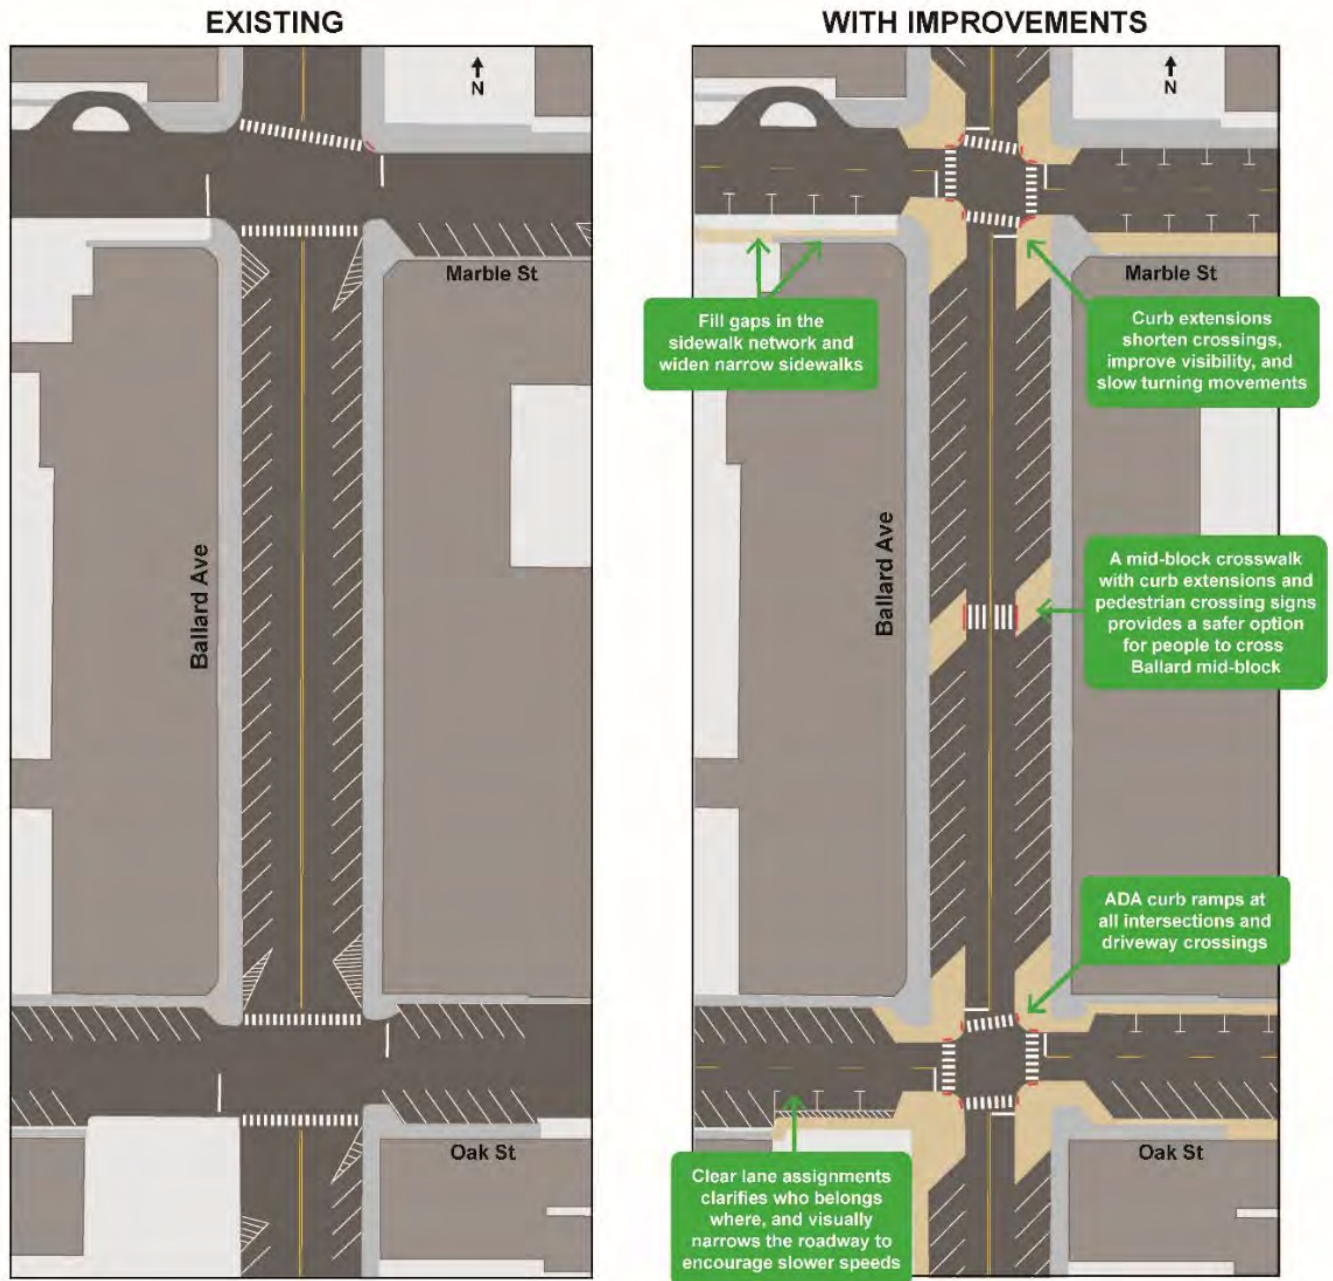 EXISTING
N
Marble St
Ballard Ave
Oak St
WITH IMPROVEMENTS
N
Marble St
Fill gaps in the
sidewalk network and
widen narrow sidewalks
Curb extensions
shorten crossings,
improve visibility, and
slow turning movements
Ballard Ave
A mid-block crosswalk
with curb extensions and
pedestrian crossing signs
provides a safer option
for people to cross
Ballard mid-block
ADA curb ramps at
all intersections and
driveway crossings
Oak St
Clear lane assignments
clarifies who belongs
where, and visually
narrows the roadway to
encourage slower speeds